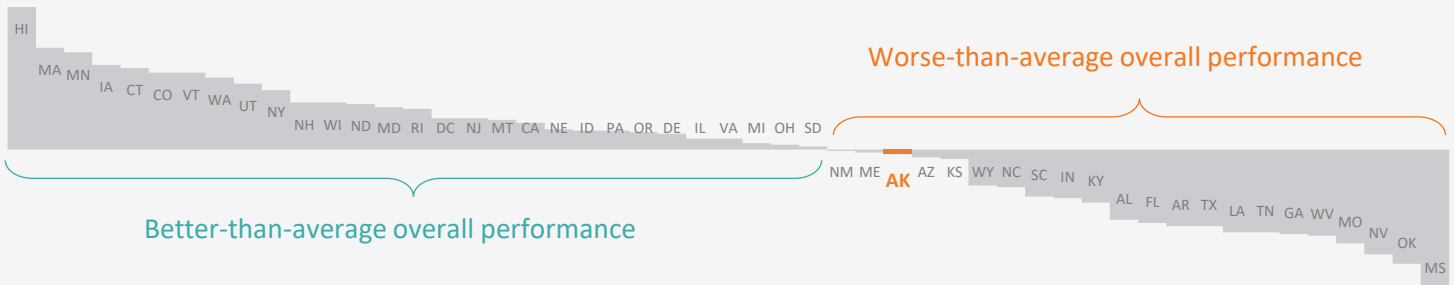 HI
MA MN IA CT CO VT WA UT NY NH WI ND MD RI DC NJ MT CA NE ID PA OR DE IL VA MI OH SD
Worse-than-average overall performance
NM ME AK AZ KS WY NC SC IN KY AL FL AR TX LA TN GA WV MO NV OK MS
Better-than-average overall performance